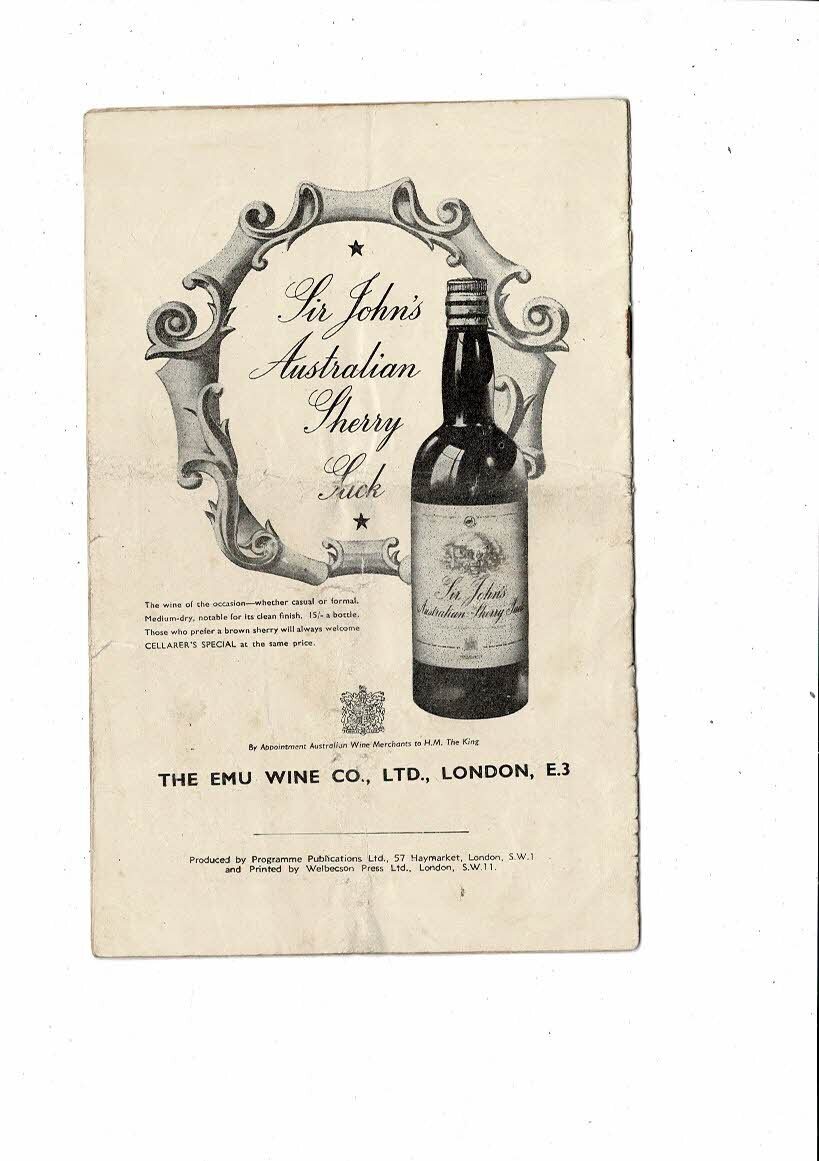 Sir John's
Australian
Sherry
Sack
The wine of the occasion—whether casual or formal.
Medium-dry, notable for its clean finish. 15/- a bottle.
Those who prefer a brown sherry will always welcome
CELLARER'S SPECIAL at the same price.
Sir John's
Australian Sherry Sack
By Appointment Australian Wine Merchants to H.M. The King
THE EMU WINE CO., LTD., LONDON, E.3
Produced by Programme Publications Ltd., 57 Haymarket, London, S.W.1
and Printed by Welbecson Press Ltd., London, S.W.11.